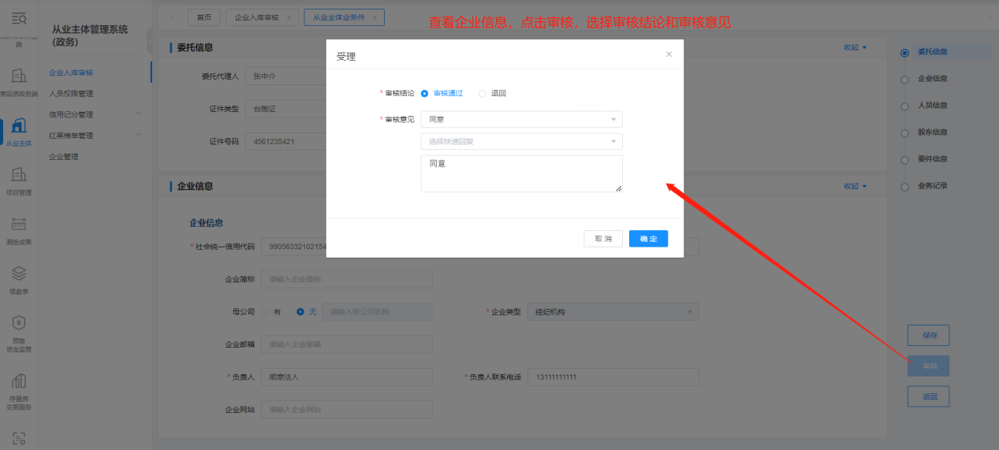 首页
企业入库审核
从业主体业务件
查看企业信息，点击审核，选择审核结论和审核意见
从业主体管理系统
(政务)
端
商品房政务端
从业主体
项目管理
测绘成果
楼盘表
预售
资金监管
存量房
交易服务
企业入库审核
人员权限管理
信用记分管理
红黑榜单管理
企业管理
委托信息
收起
委托代理人
张中介
证件类型
台胞证
证件号码
4561235421
受理
* 审核结论
审核通过
退回
* 审核意见
同意
选择快速回复
同意
取 消
确 定
企业信息
收起
企业信息
* 社会统一信用代码
99056332102154
企业简称
请输入企业简称
母公司
有
无
请输入母公司名称
* 企业类型
经纪机构
企业邮箱
请输入企业邮箱
* 负责人
顺意法人
* 负责人联系电话
13111111111
企业网站
请输入企业网站
委托信息
企业信息
人员信息
股东信息
要件信息
业务记录
保存
审核
返回